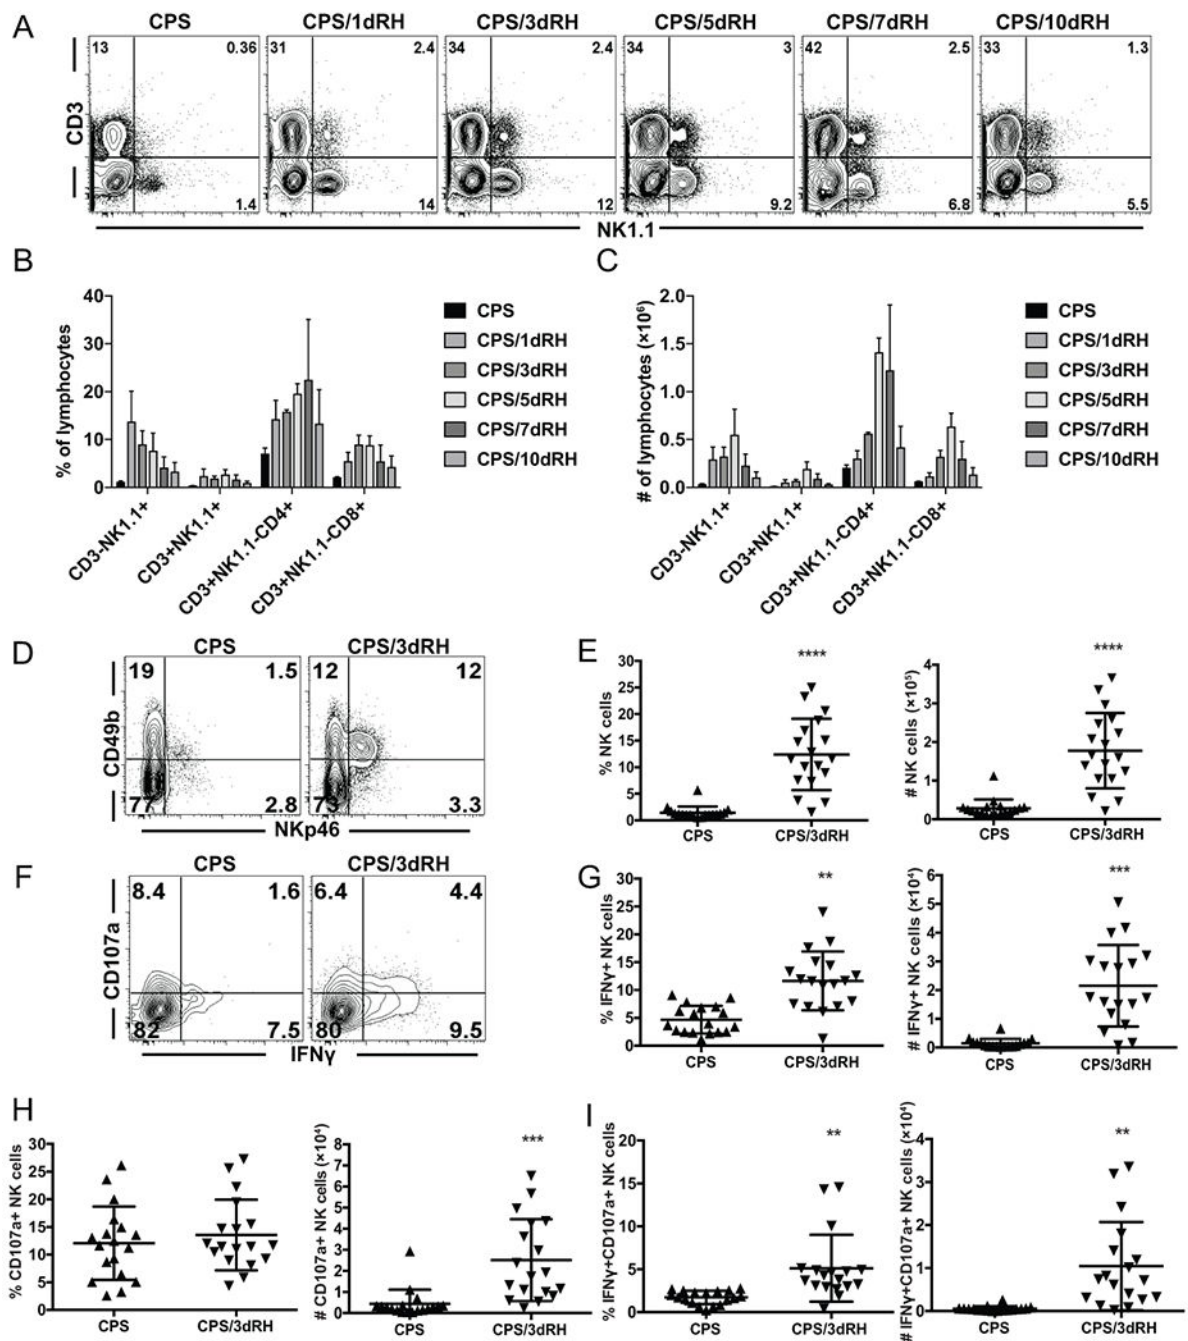 A
CPS CPS/1dRH CPS/3dRH CPS/5dRH CPS/7dRH CPS/10dRH
13 0.36 31 2.4 34 2.4 34 3 42 2.5 33 1.3
CD3
1.4 14 12 9.2 6.8 5.5
NK1.1
B
% of lymphocytes
40
30
20
10
0
CD3-NK1.1+
CD3+NK1.1+
CD3+NK1.1-CD4+
CD3+NK1.1-CD8+
CPS
CPS/1dRH
CPS/3dRH
CPS/5dRH
CPS/7dRH
CPS/10dRH
C
# of lymphocytes (×10⁶)
2.0
1.5
1.0
0.5
0.0
CD3-NK1.1+
CD3+NK1.1+
CD3+NK1.1-CD4+
CD3+NK1.1-CD8+
CPS
CPS/1dRH
CPS/3dRH
CPS/5dRH
CPS/7dRH
CPS/10dRH
D
CPS CPS/3dRH
19 1.5 12 12
CD49b
77 2.8 73 3.3
NKp46
E
% NK cells
30
25
20
15
10
5
0
****
CPS CPS/3dRH
# NK cells (×10⁵)
4
3
2
1
0
****
CPS CPS/3dRH
F
CPS CPS/3dRH
8.4 1.6 6.4 4.4
CD107a
82 7.5 80 9.5
IFNγ
G
% IFNγ+ NK cells
30
25
20
15
10
5
0
**
CPS CPS/3dRH
# IFNγ+ NK cells (×10⁴)
6
5
4
3
2
1
0
***
CPS CPS/3dRH
H
% CD107a+ NK cells
30
25
20
15
10
5
0
CPS CPS/3dRH
# CD107a+ NK cells (×10⁴)
8
7
6
5
4
3
2
1
0
***
CPS CPS/3dRH
I
% IFNγ+CD107a+ NK cells
20
15
10
5
0
**
CPS CPS/3dRH
# IFNγ+CD107a+ NK cells (×10⁴)
4
3
2
1
0
**
CPS CPS/3dRH